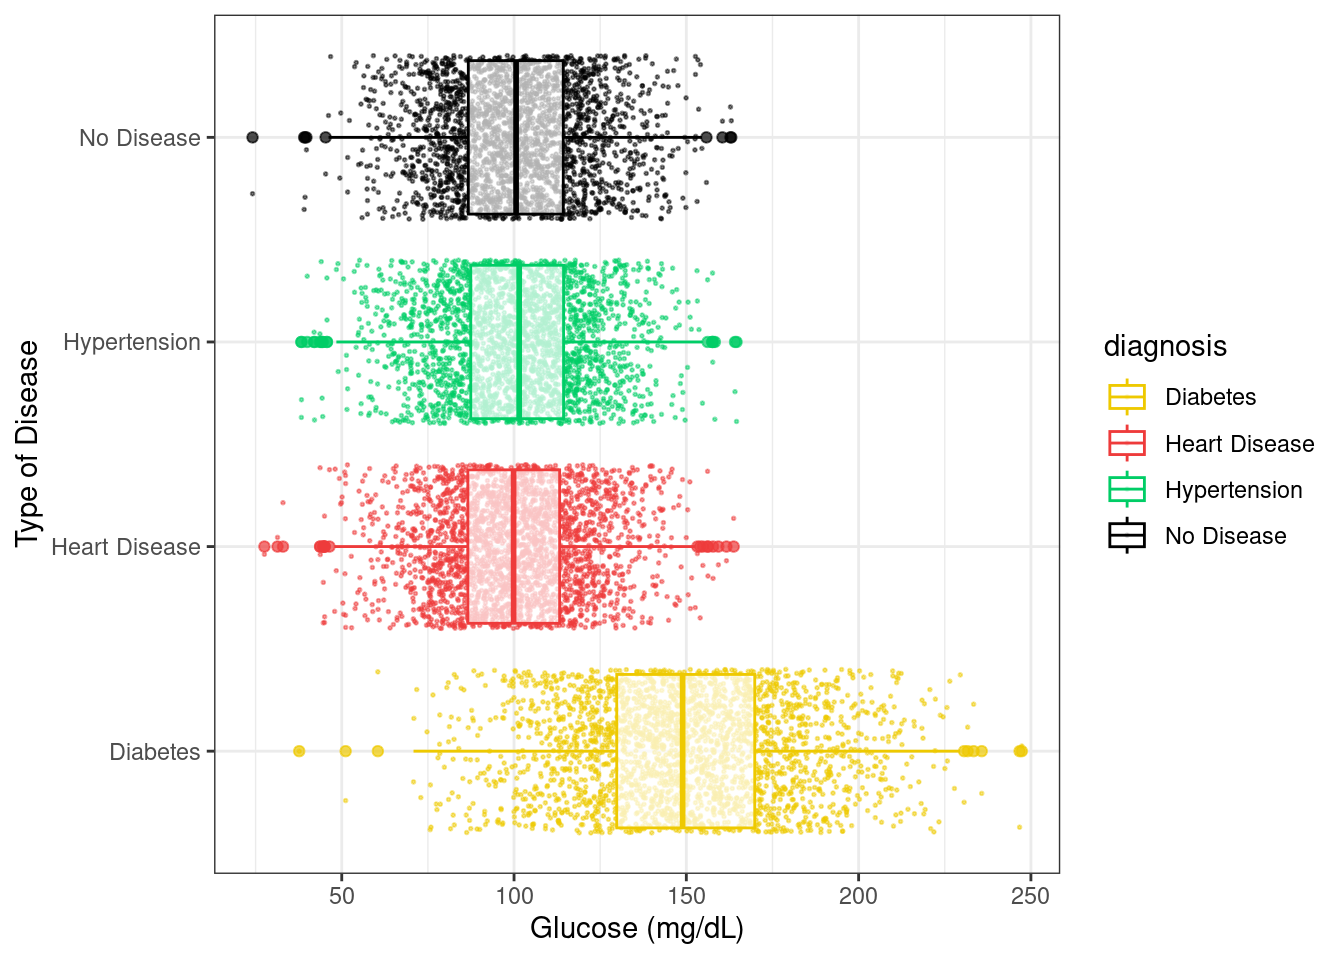 No Disease
Hypertension
Heart Disease
Diabetes
Type of Disease
50 100 150 200 250
Glucose (mg/dL)
diagnosis
Diabetes
Heart Disease
Hypertension
No Disease